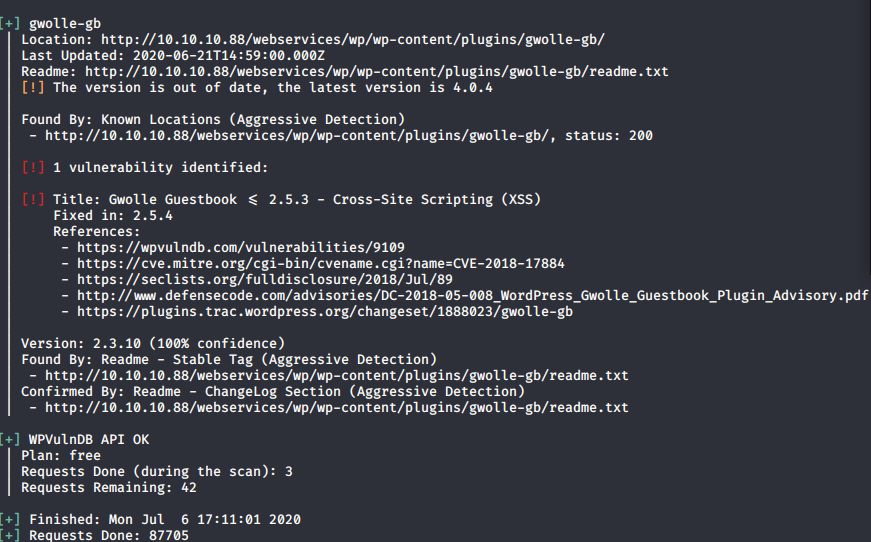 [+] gwolle-gb
Location: http://10.10.10.88/webservices/wp/wp-content/plugins/gwolle-gb/
Last Updated: 2020-06-21T14:59:00.000Z
Readme: http://10.10.10.88/webservices/wp/wp-content/plugins/gwolle-gb/readme.txt
[!] The version is out of date, the latest version is 4.0.4
Found By: Known Locations (Aggressive Detection)
- http://10.10.10.88/webservices/wp/wp-content/plugins/gwolle-gb/, status: 200
[!] 1 vulnerability identified:
[!] Title: Gwolle Guestbook ≤ 2.5.3 - Cross-Site Scripting (XSS)
Fixed in: 2.5.4
References:
- https://wpvulndb.com/vulnerabilities/9109
- https://cve.mitre.org/cgi-bin/cvename.cgi?name=CVE-2018-17884
- https://seclists.org/fulldisclosure/2018/Jul/89
- http://www.defensecode.com/advisories/DC-2018-05-008_WordPress_Gwolle_Guestbook_Plugin_Advisory.pdf
- https://plugins.trac.wordpress.org/changeset/1888023/gwolle-gb
Version: 2.3.10 (100% confidence)
Found By: Readme - Stable Tag (Aggressive Detection)
- http://10.10.10.88/webservices/wp/wp-content/plugins/gwolle-gb/readme.txt
Confirmed By: Readme - ChangeLog Section (Aggressive Detection)
- http://10.10.10.88/webservices/wp/wp-content/plugins/gwolle-gb/readme.txt
[+] WPVulnDB API OK
Plan: free
Requests Done (during the scan): 3
Requests Remaining: 42
[+] Finished: Mon Jul  6 17:11:01 2020
[+] Requests Done: 87705